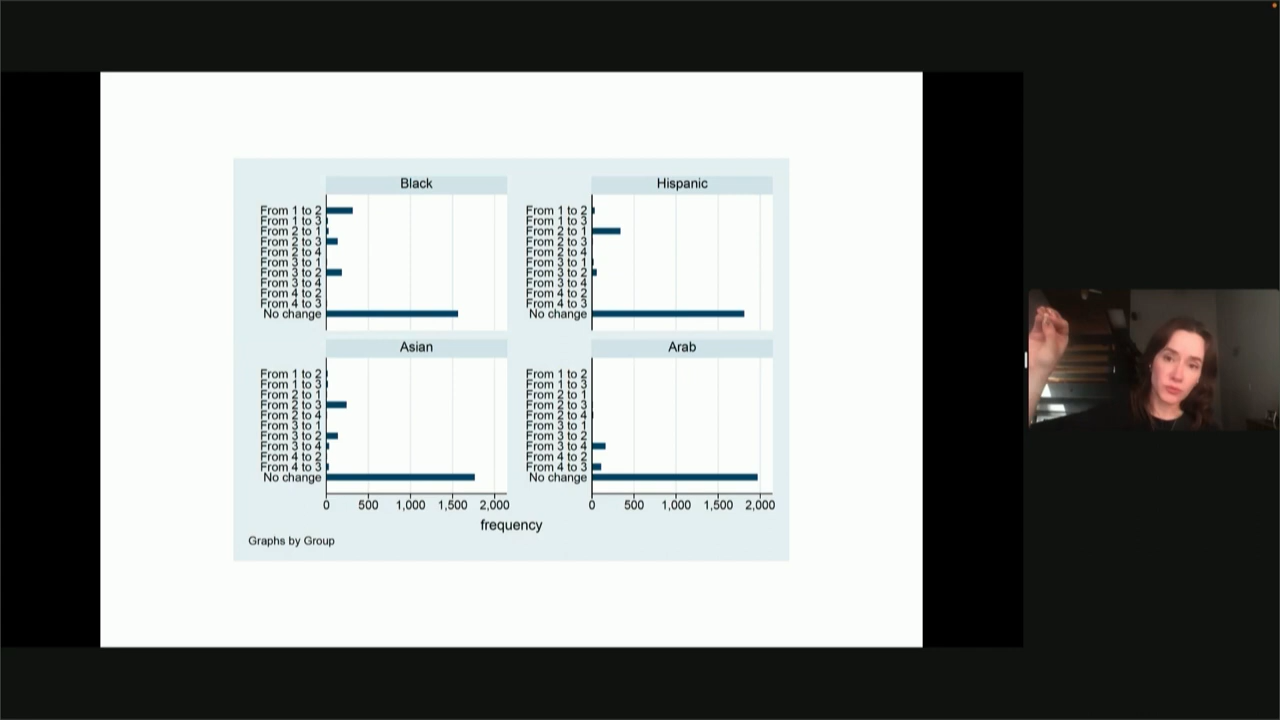 Black
From 1 to 2
From 1 to 3
From 2 to 1
From 2 to 3
From 2 to 4
From 3 to 1
From 3 to 2
From 3 to 4
From 4 to 2
From 4 to 3
No change
Hispanic
From 1 to 2
From 1 to 3
From 2 to 1
From 2 to 3
From 2 to 4
From 3 to 1
From 3 to 2
From 3 to 4
From 4 to 2
From 4 to 3
No change
Asian
From 1 to 2
From 1 to 3
From 2 to 1
From 2 to 3
From 2 to 4
From 3 to 1
From 3 to 2
From 3 to 4
From 4 to 2
From 4 to 3
No change
0 500 1,000 1,500 2,000
Arab
From 1 to 2
From 1 to 3
From 2 to 1
From 2 to 3
From 2 to 4
From 3 to 1
From 3 to 2
From 3 to 4
From 4 to 2
From 4 to 3
No change
0 500 1,000 1,500 2,000
frequency
Graphs by Group